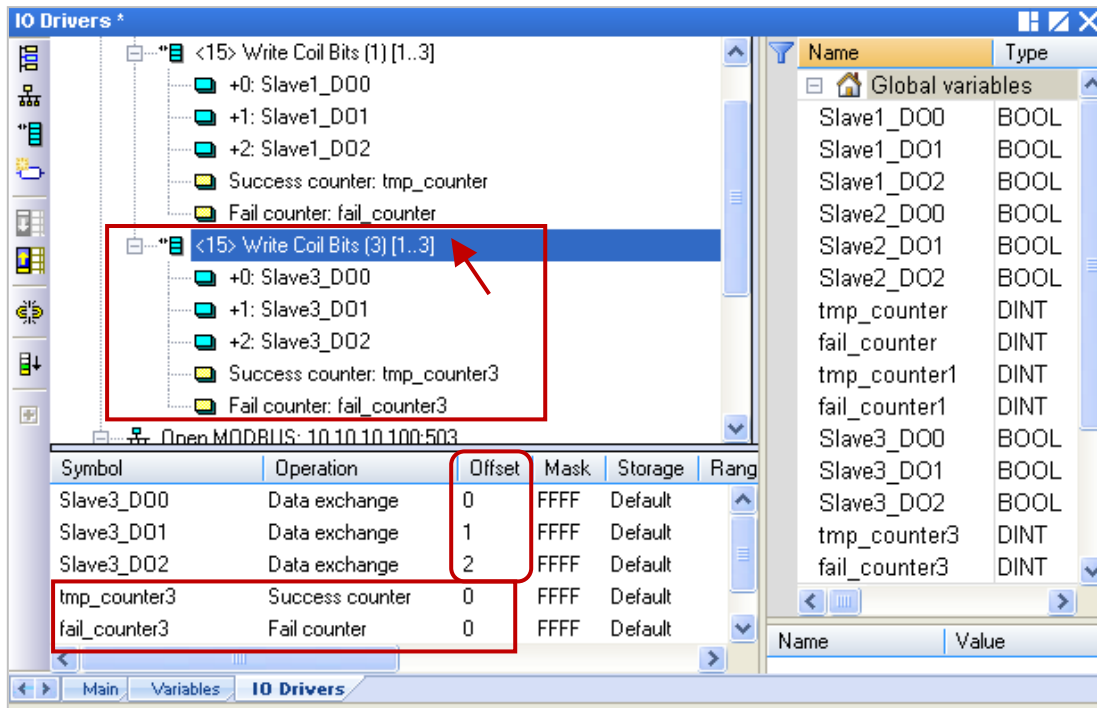 IO Drivers *
<15> Write Coil Bits (1) [1..3]
+0: Slave1_DO0
+1: Slave1_DO1
+2: Slave1_DO2
Success counter: tmp_counter
Fail counter: fail_counter
<15> Write Coil Bits (3) [1..3]
+0: Slave3_DO0
+1: Slave3_DO1
+2: Slave3_DO2
Success counter: tmp_counter3
Fail counter: fail_counter3
Open MODBUS: 10.10.10.100:503
Name Type
Global variables
Slave1_DO0 BOOL
Slave1_DO1 BOOL
Slave1_DO2 BOOL
Slave2_DO0 BOOL
Slave2_DO1 BOOL
Slave2_DO2 BOOL
tmp_counter DINT
fail_counter DINT
tmp_counter1 DINT
fail_counter1 DINT
Slave3_DO0 BOOL
Slave3_DO1 BOOL
Slave3_DO2 BOOL
tmp_counter3 DINT
fail_counter3 DINT
Symbol Operation Offset Mask Storage Rang
Slave3_DO0 Data exchange 0 FFFF Default
Slave3_DO1 Data exchange 1 FFFF Default
Slave3_DO2 Data exchange 2 FFFF Default
tmp_counter3 Success counter 0 FFFF Default
fail_counter3 Fail counter 0 FFFF Default
Name Value
Main Variables IO Drivers